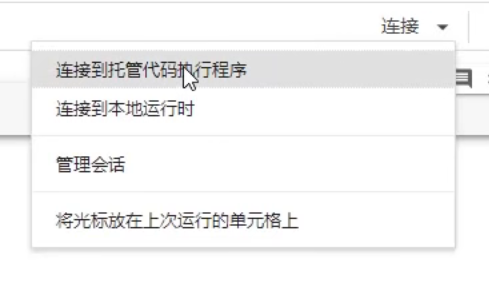 连接
连接到托管代码执行程序
连接到本地运行时
管理会话
将光标放在上次运行的单元格上